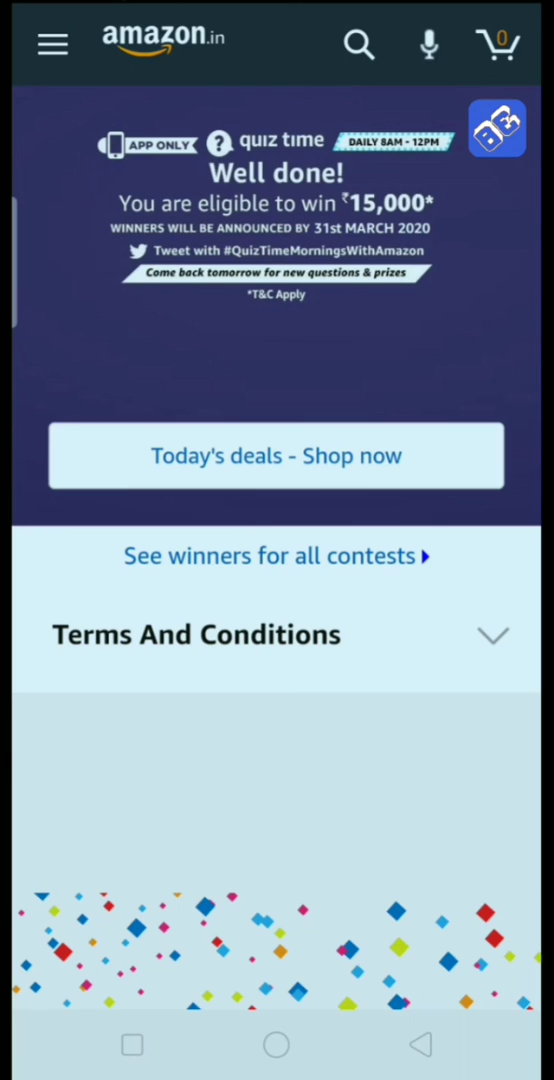 amazon.in
0
APP ONLY ? quiz time DAILY 8AM - 12PM
Well done!
You are eligible to win ₹15,000*
WINNERS WILL BE ANNOUNCED BY 31st MARCH 2020
Tweet with #QuizTimeMorningsWithAmazon
Come back tomorrow for new questions & prizes
*T&C Apply
Today's deals - Shop now
See winners for all contests
Terms And Conditions